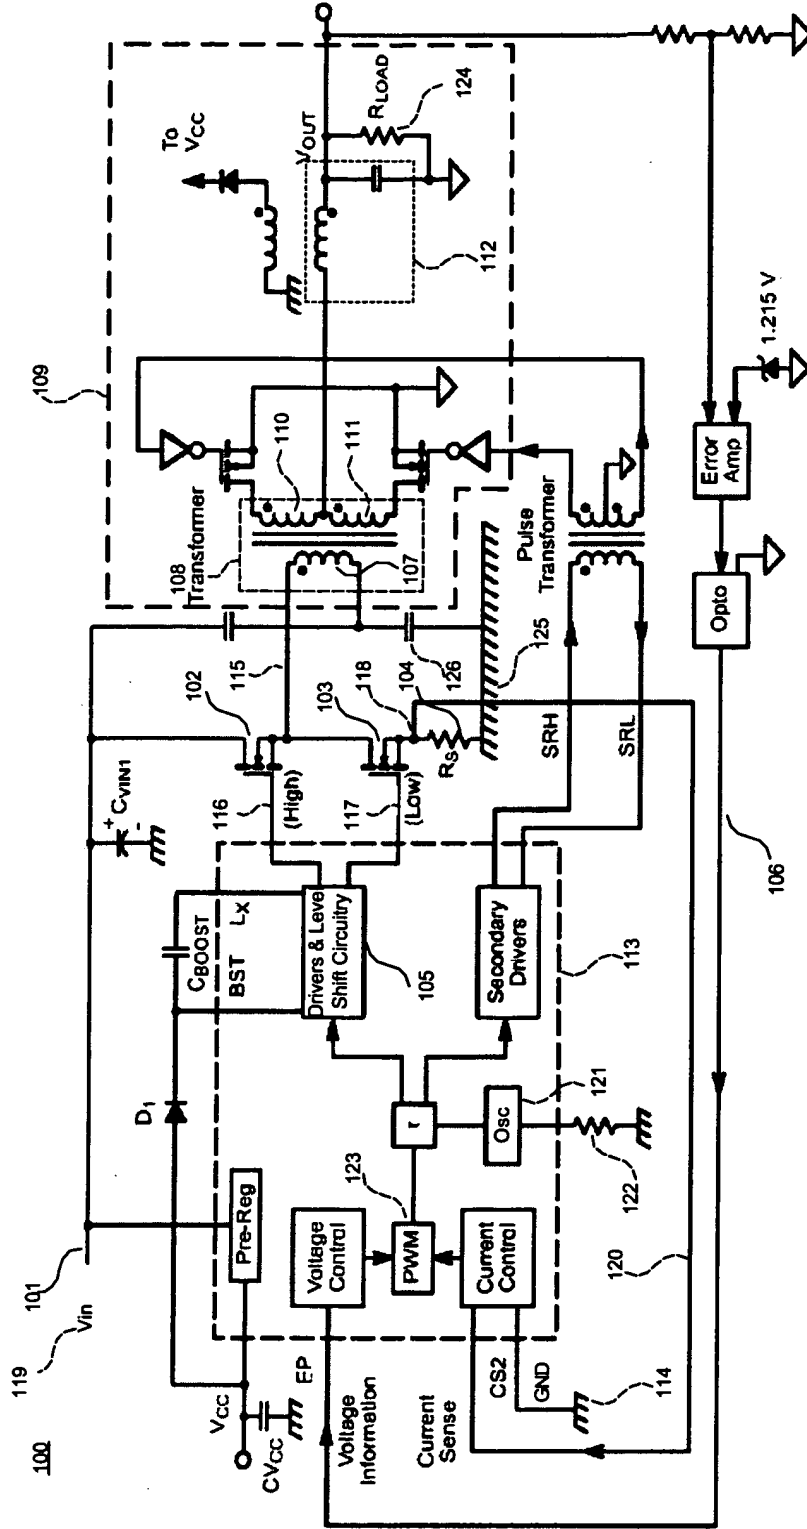 100
119
Vin
101
VCC
CVCC
D1
CBOOST
BST
LX
+
CVIN1
-
Pre-Reg
EP
Voltage
Information
Voltage
Control
Current
Sense
CS2
GND
114
PWM
123
Current
Control
r
Osc
121
122
Drivers & Level
Shift Circuitry
105
Secondary
Drivers
113
116
(High)
117
(Low)
102
103
118
104
RS
115
126
125
108
Transformer
107
109
110
111
To
VCC
VOUT
RLOAD
124
112
SRH
SRL
Pulse
Transformer
120
106
Opto
Error
Amp
1.215 V